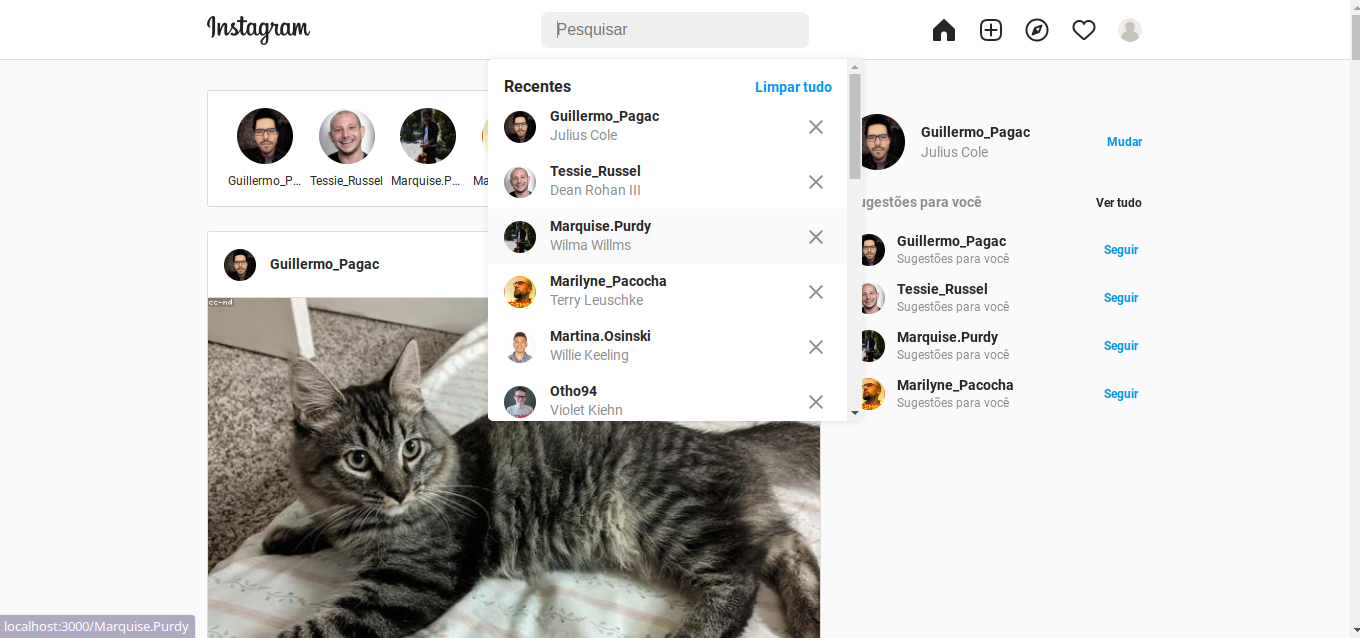 Instagram
Pesquisar
Recentes
Limpar tudo
Guillermo_Pagac
Julius Cole
Tessie_Russel
Dean Rohan III
Marquise.Purdy
Wilma Willms
Marilyne_Pacocha
Terry Leuschke
Martina.Osinski
Willie Keeling
Otho94
Violet Kiehn
Guillermo_P...
Tessie_Russel
Marquise.P...
Ma
Guillermo_Pagac
cc-nd
Guillermo_Pagac
Julius Cole
Mudar
ugestões para você
Ver tudo
Guillermo_Pagac
Sugestões para você
Seguir
Tessie_Russel
Sugestões para você
Seguir
Marquise.Purdy
Sugestões para você
Seguir
Marilyne_Pacocha
Sugestões para você
Seguir
localhost:3000/Marquise.Purdy